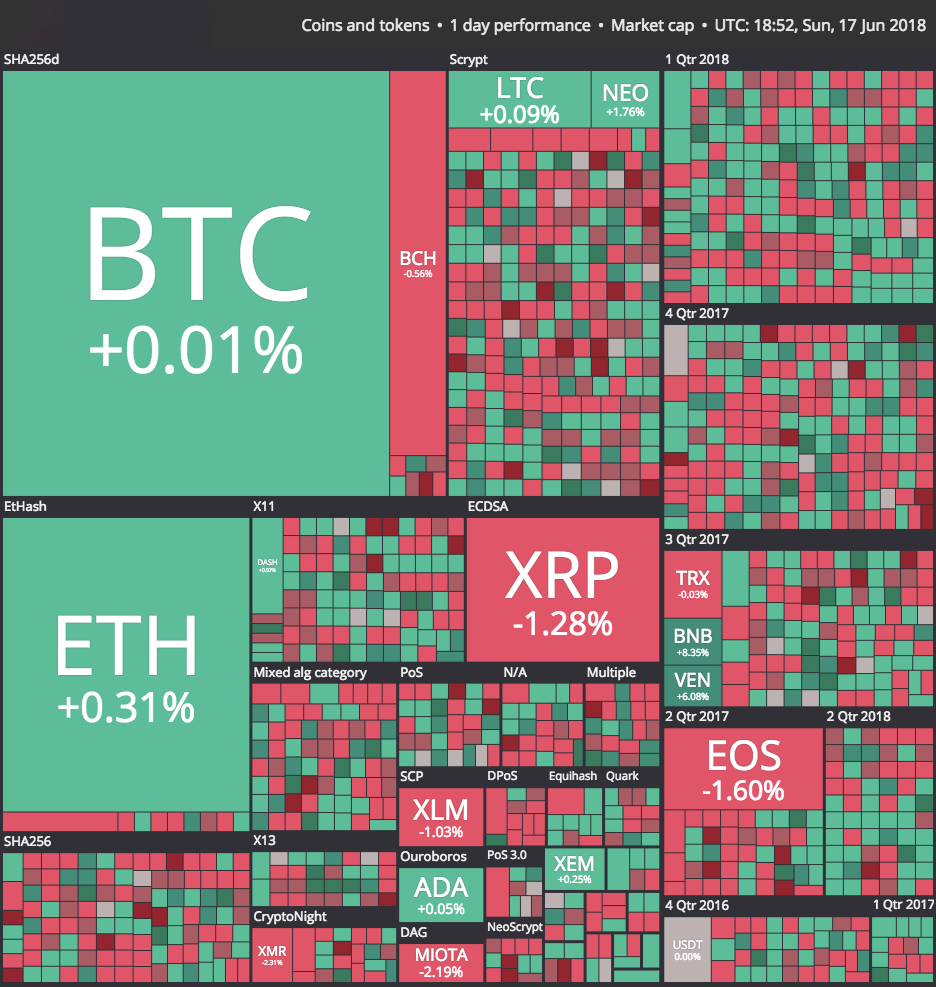 Coins and tokens • 1 day performance • Market cap • UTC: 18:52, Sun, 17 Jun 2018
SHA256d
BTC
+0.01%
BCH
-0.56%
Scrypt
LTC
+0.09%
NEO
+1.76%
1 Qtr 2018
4 Qtr 2017
EtHash
ETH
+0.31%
X11
DASH
+0.97%
ECDSA
XRP
-1.28%
3 Qtr 2017
TRX
-0.03%
BNB
+8.35%
VEN
+6.08%
Mixed alg category
PoS
N/A
Multiple
2 Qtr 2017
EOS
-1.60%
2 Qtr 2018
SCP
XLM
-1.03%
DPoS
Equihash
Quark
SHA256
X13
Ouroboros
ADA
+0.05%
PoS 3.0
XEM
+0.25%
CryptoNight
XMR
-2.31%
DAG
MIOTA
-2.19%
NeoScrypt
4 Qtr 2016
USDT
0.00%
1 Qtr 2017